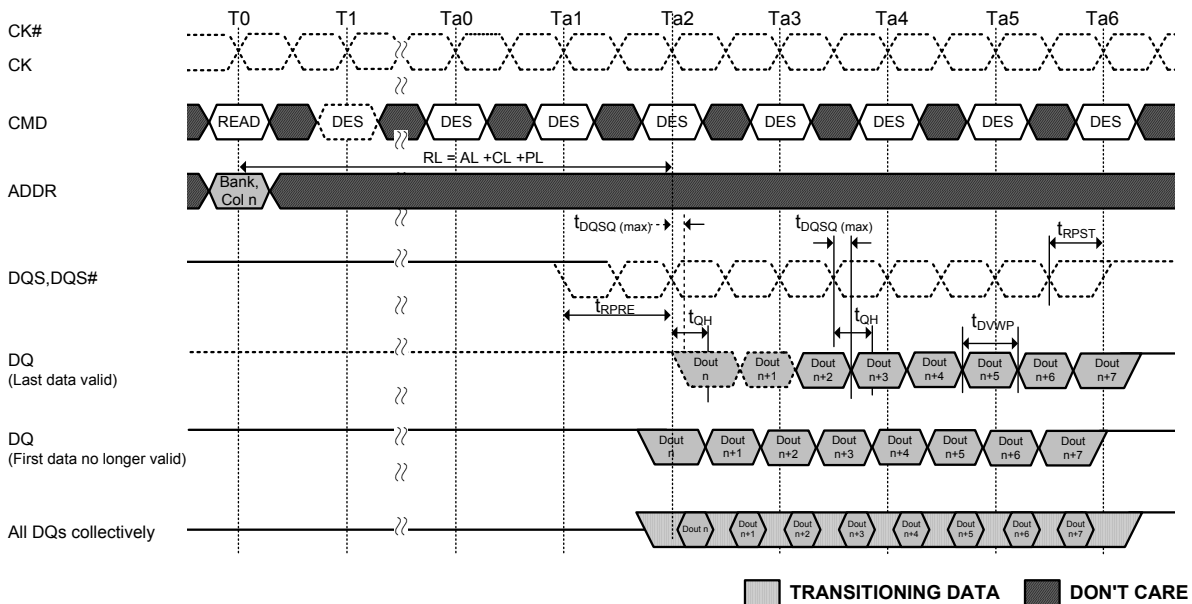 T0 T1 Ta0 Ta1 Ta2 Ta3 Ta4 Ta5 Ta6
CK#
CK
CMD READ DES DES DES DES DES DES DES DES
RL = AL +CL +PL
ADDR
Bank,
Col n
tDQSQ (max) tDQSQ (max) tRPST
DQS,DQS#
tRPRE tQH tQH tDVWP
DQ
(Last data valid)
Dout n Dout n+1 Dout n+2 Dout n+3 Dout n+4 Dout n+5 Dout n+6 Dout n+7
DQ
(First data no longer valid)
Dout n Dout n+1 Dout n+2 Dout n+3 Dout n+4 Dout n+5 Dout n+6 Dout n+7
All DQs collectively
Dout n Dout n+1 Dout n+2 Dout n+3 Dout n+4 Dout n+5 Dout n+6 Dout n+7
TRANSITIONING DATA DON'T CARE